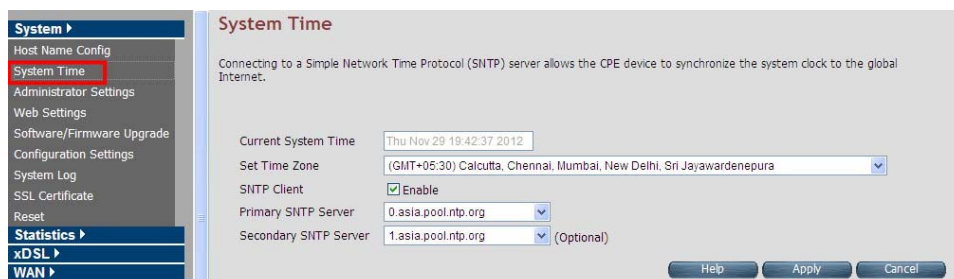 System
Host Name Config
System Time
Administrator Settings
Web Settings
Software/Firmware Upgrade
Configuration Settings
System Log
SSL Certificate
Reset
Statistics
xDSL
WAN
System Time
Connecting to a Simple Network Time Protocol (SNTP) server allows the CPE device to synchronize the system clock to the global
Internet.
Current System Time Thu Nov 29 19:42:37 2012
Set Time Zone (GMT+05:30) Calcutta, Chennai, Mumbai, New Delhi, Sri Jayawardenepura
SNTP Client Enable
Primary SNTP Server 0.asia.pool.ntp.org
Secondary SNTP Server 1.asia.pool.ntp.org (Optional)
Help Apply Cancel